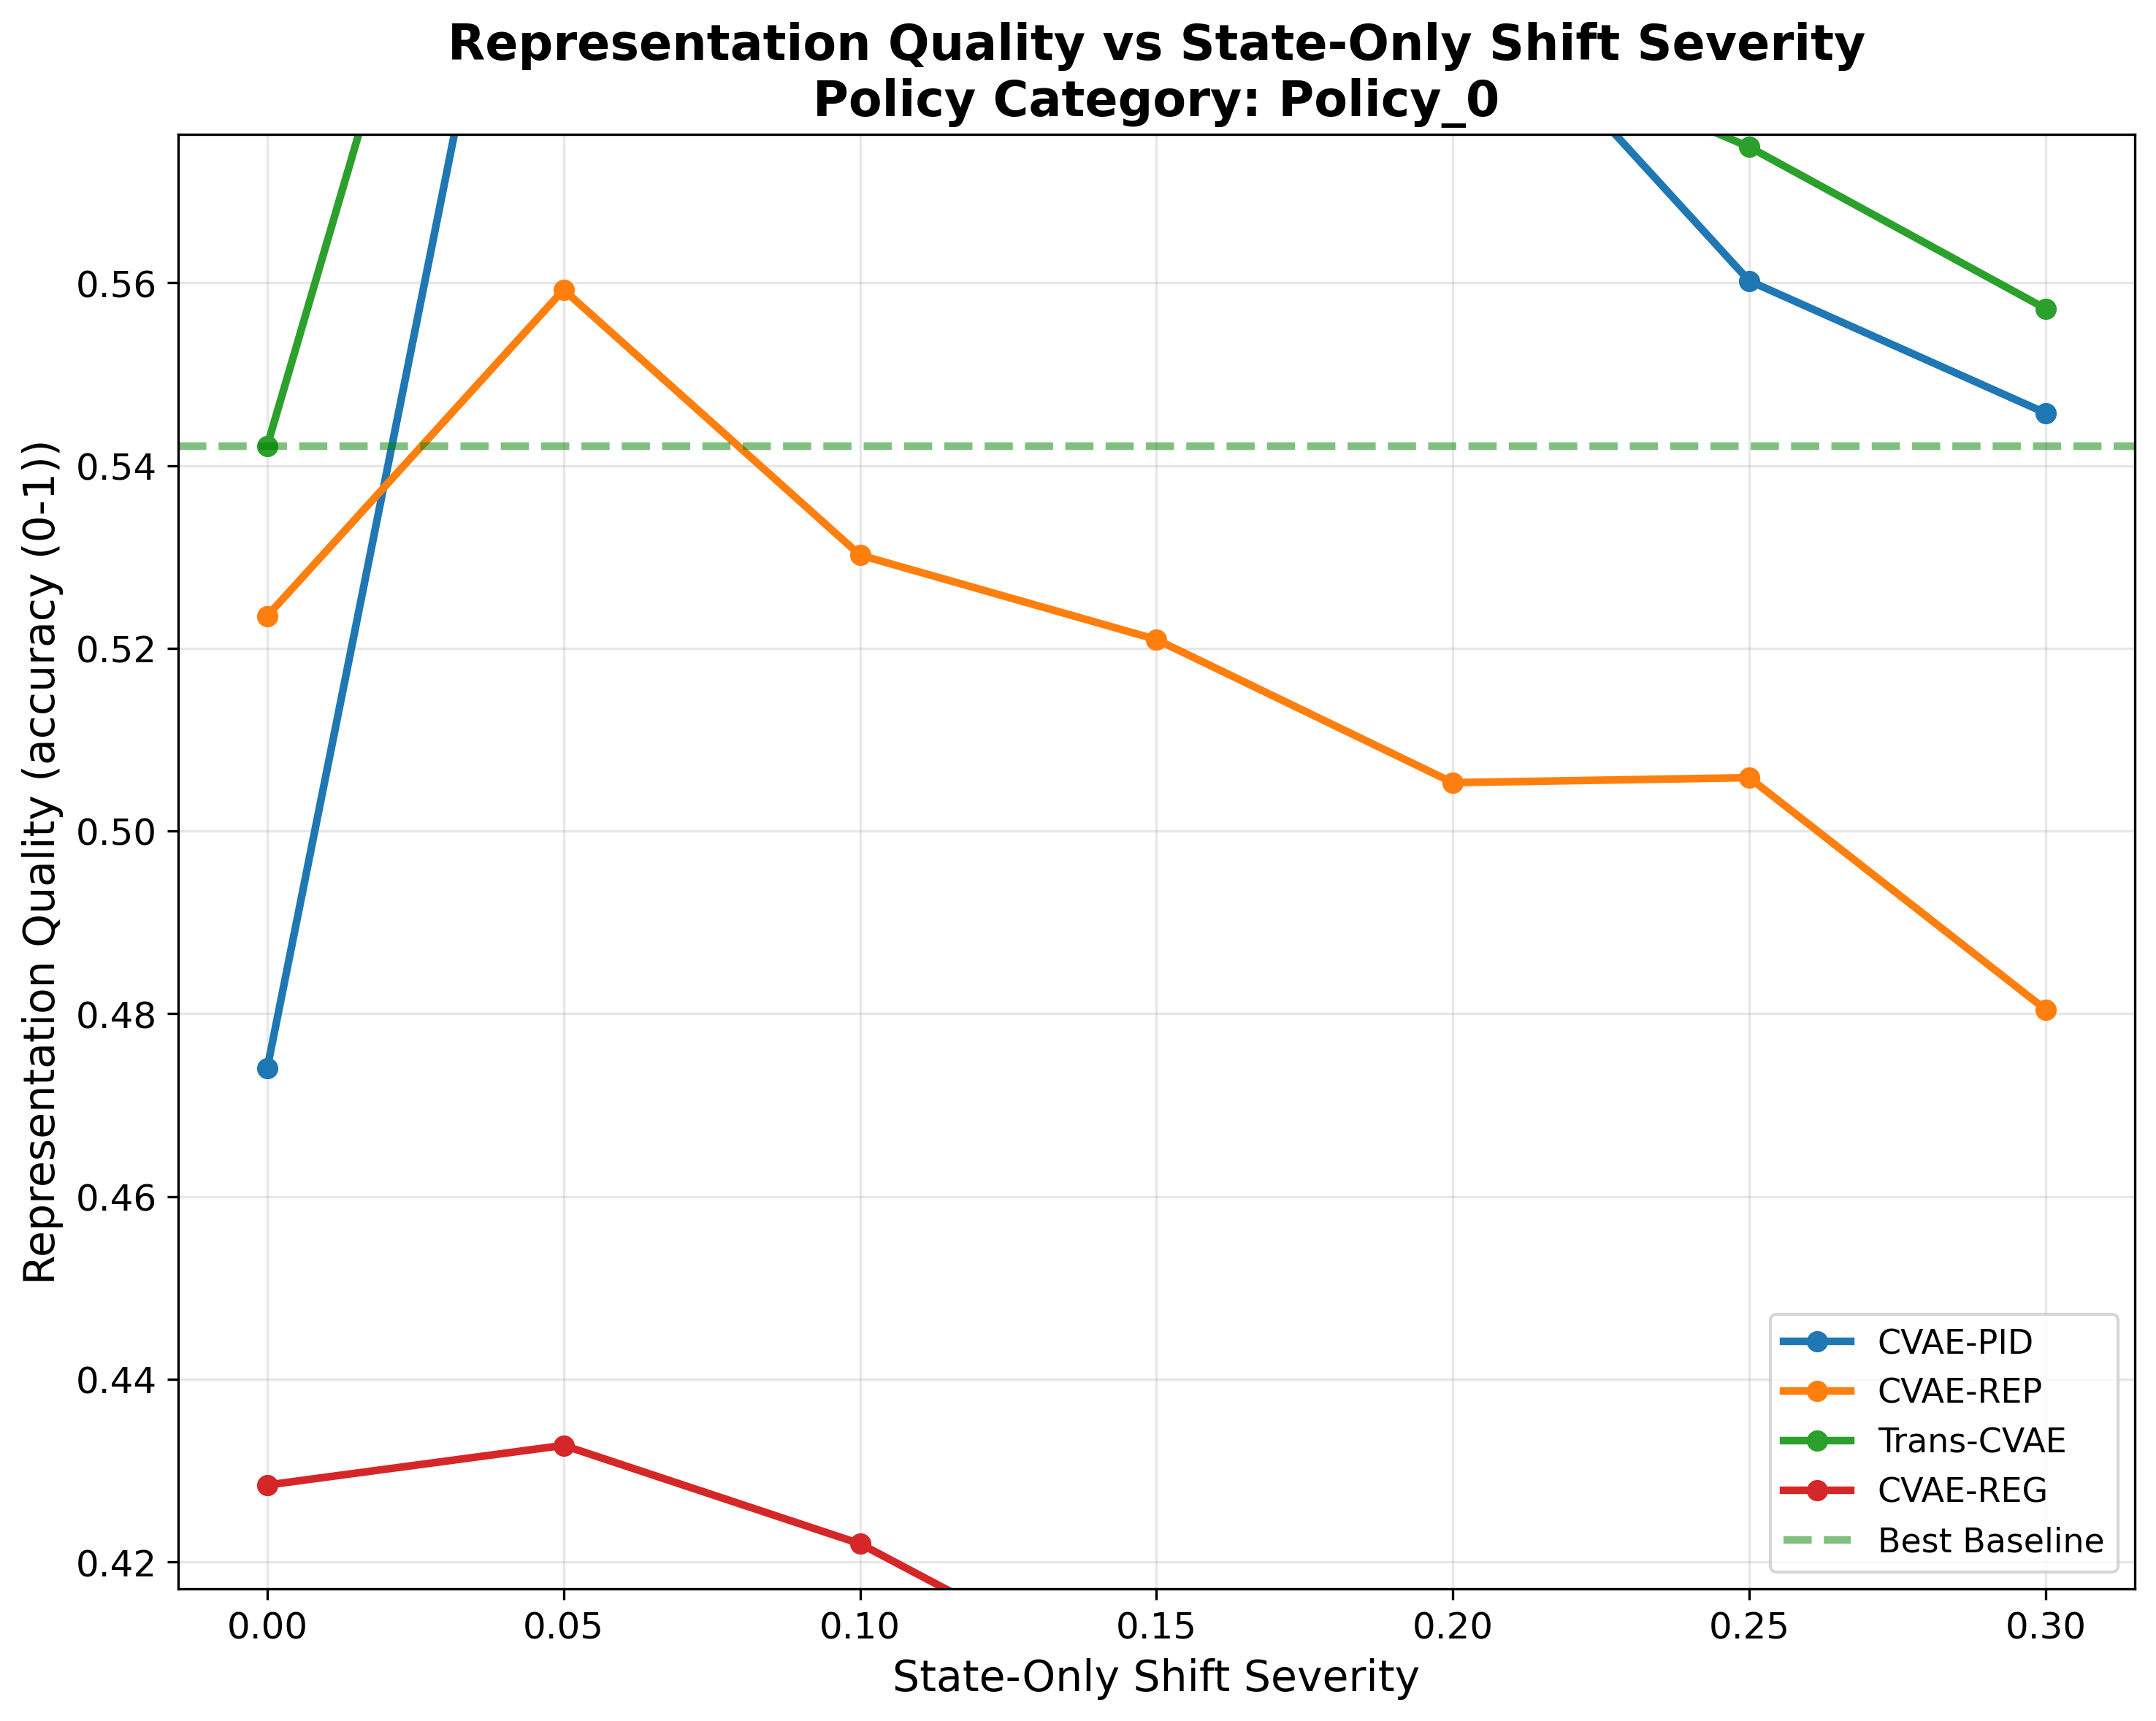 Representation Quality vs State-Only Shift Severity
Policy Category: Policy_0
Representation Quality (accuracy (0-1))
0.56
0.54
0.52
0.50
0.48
0.46
0.44
0.42
0.00 0.05 0.10 0.15 0.20 0.25 0.30
State-Only Shift Severity
CVAE-PID
CVAE-REP
Trans-CVAE
CVAE-REG
Best Baseline